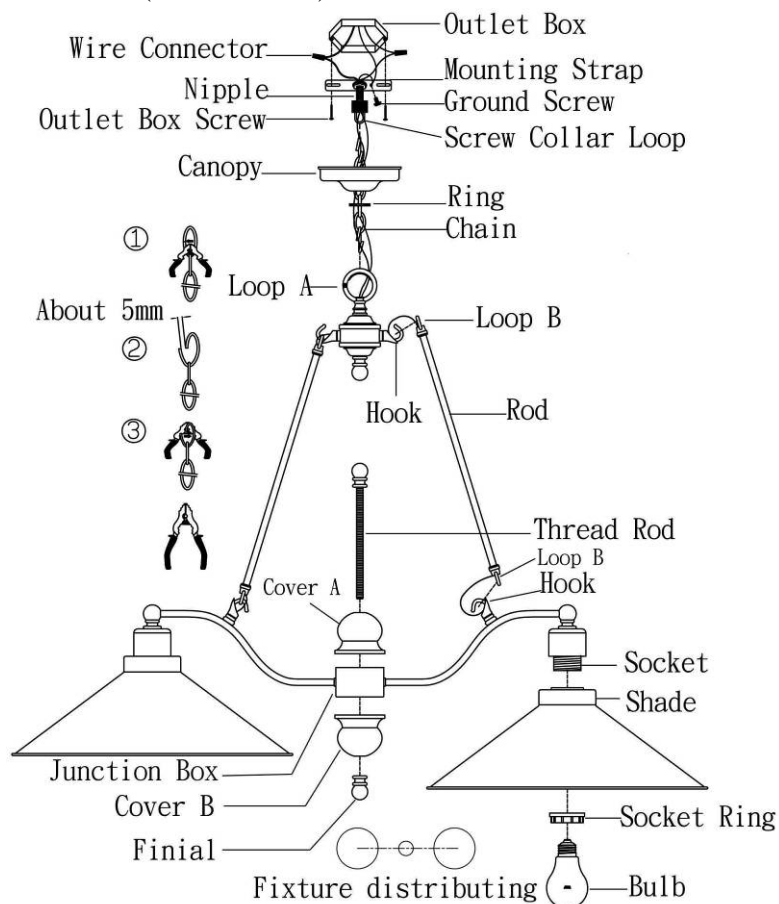 Outlet Box
Wire Connector
Mounting Strap
Nipple
Ground Screw
Outlet Box Screw
Screw Collar Loop
Canopy
Ring
Chain
①
Loop A
About 5mm
Loop B
②
Hook
Rod
③
Thread Rod
Loop B
Cover A
Hook
Socket
Shade
Junction Box
Cover B
Socket Ring
Finial
Fixture distributing
Bulb